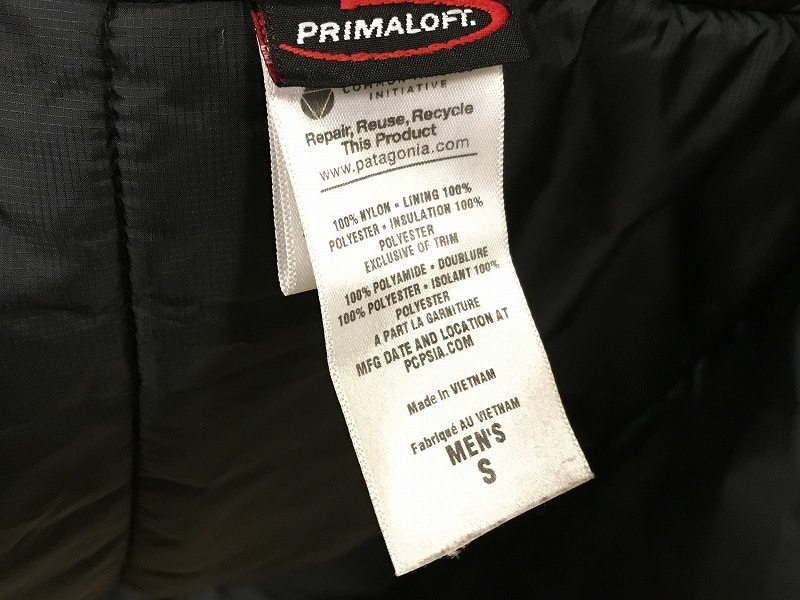 PRIMALOFT.
INITIATIVE
Repair, Reuse, Recycle
This Product
www.patagonia.com
100% NYLON • LINING 100%
POLYESTER • INSULATION 100%
POLYESTER
EXCLUSIVE OF TRIM
100% POLYAMIDE • DOUBLURE
100% POLYESTER • ISOLANT 100%
POLYESTER
A PART LA GARNITURE
MFG DATE AND LOCATION AT
PCPSIA.COM
Made In VIETNAM
Fabriqué AU VIETNAM
MEN'S
S